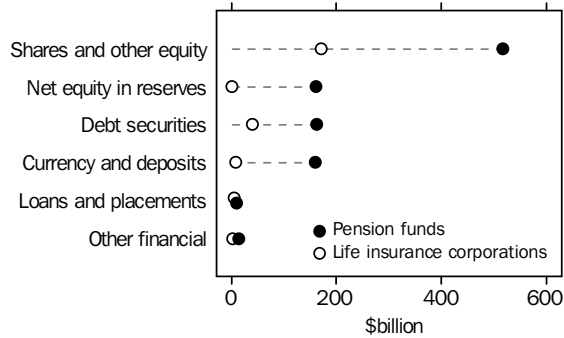 Shares and other equity
Net equity in reserves
Debt securities
Currency and deposits
Loans and placements
Other financial
Pension funds
Life insurance corporations
0 200 400 600
$billion